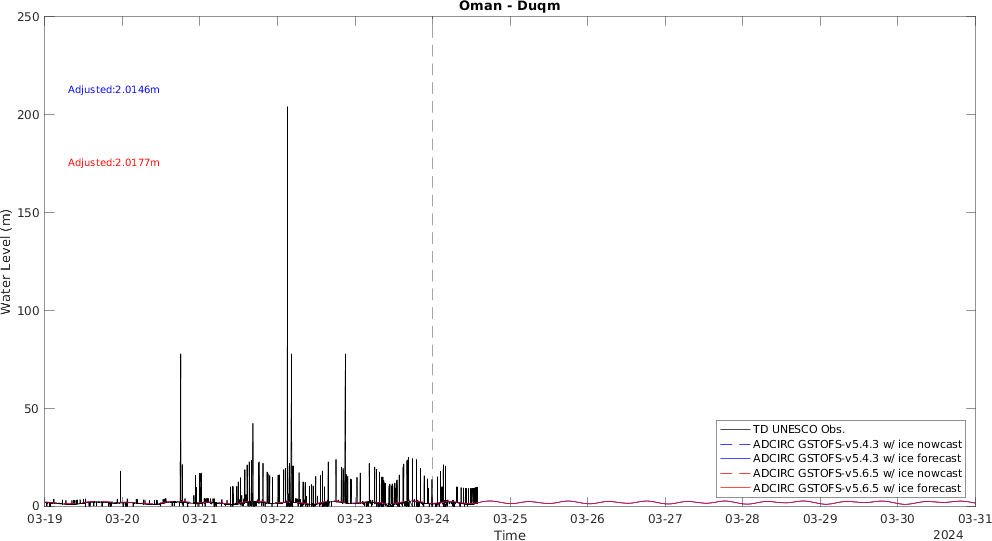 Oman - Duqm
250
200
150
100
50
0
Water Level (m)
Adjusted:2.0146m
Adjusted:2.0177m
TD UNESCO Obs.
ADCIRC GSTOFS-v5.4.3 w/ ice nowcast
ADCIRC GSTOFS-v5.4.3 w/ ice forecast
ADCIRC GSTOFS-v5.6.5 w/ ice nowcast
ADCIRC GSTOFS-v5.6.5 w/ ice forecast
03-19 03-20 03-21 03-22 03-23 03-24 03-25 03-26 03-27 03-28 03-29 03-30 03-31
Time
2024